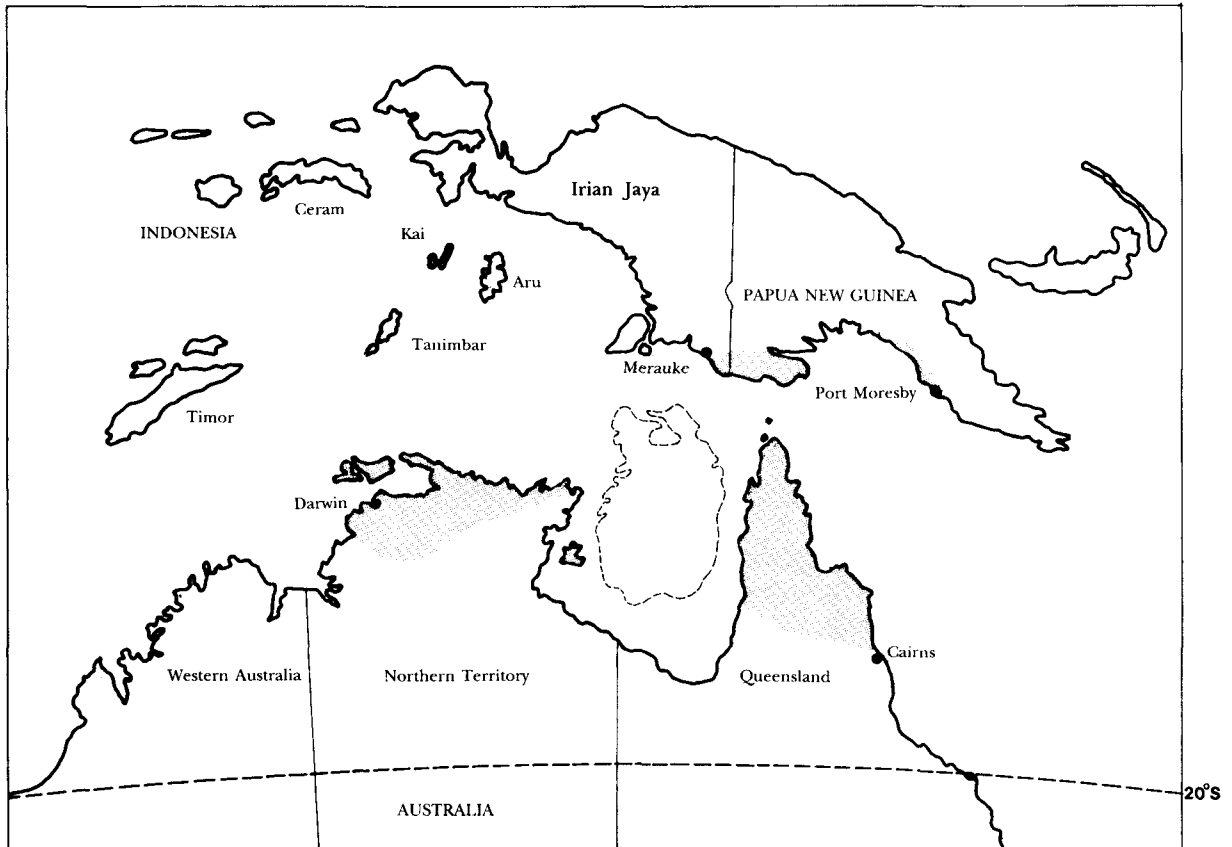 Irian Jaya
Ceram
INDONESIA
Kai
Aru
PAPUA NEW GUINEA
Tanimbar
Merauke
Port Moresby
Timor
Darwin
Cairns
Western Australia
Northern Territory
Queensland
20°S
AUSTRALIA